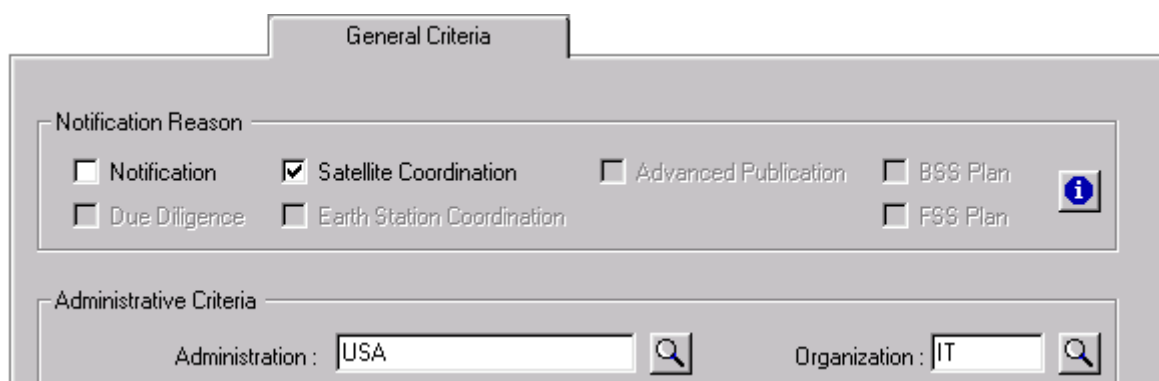 General Criteria
Notification Reason
Notification Satellite Coordination Advanced Publication BSS Plan
Due Diligence Earth Station Coordination FSS Plan
Administrative Criteria
Administration : USA Organization : IT